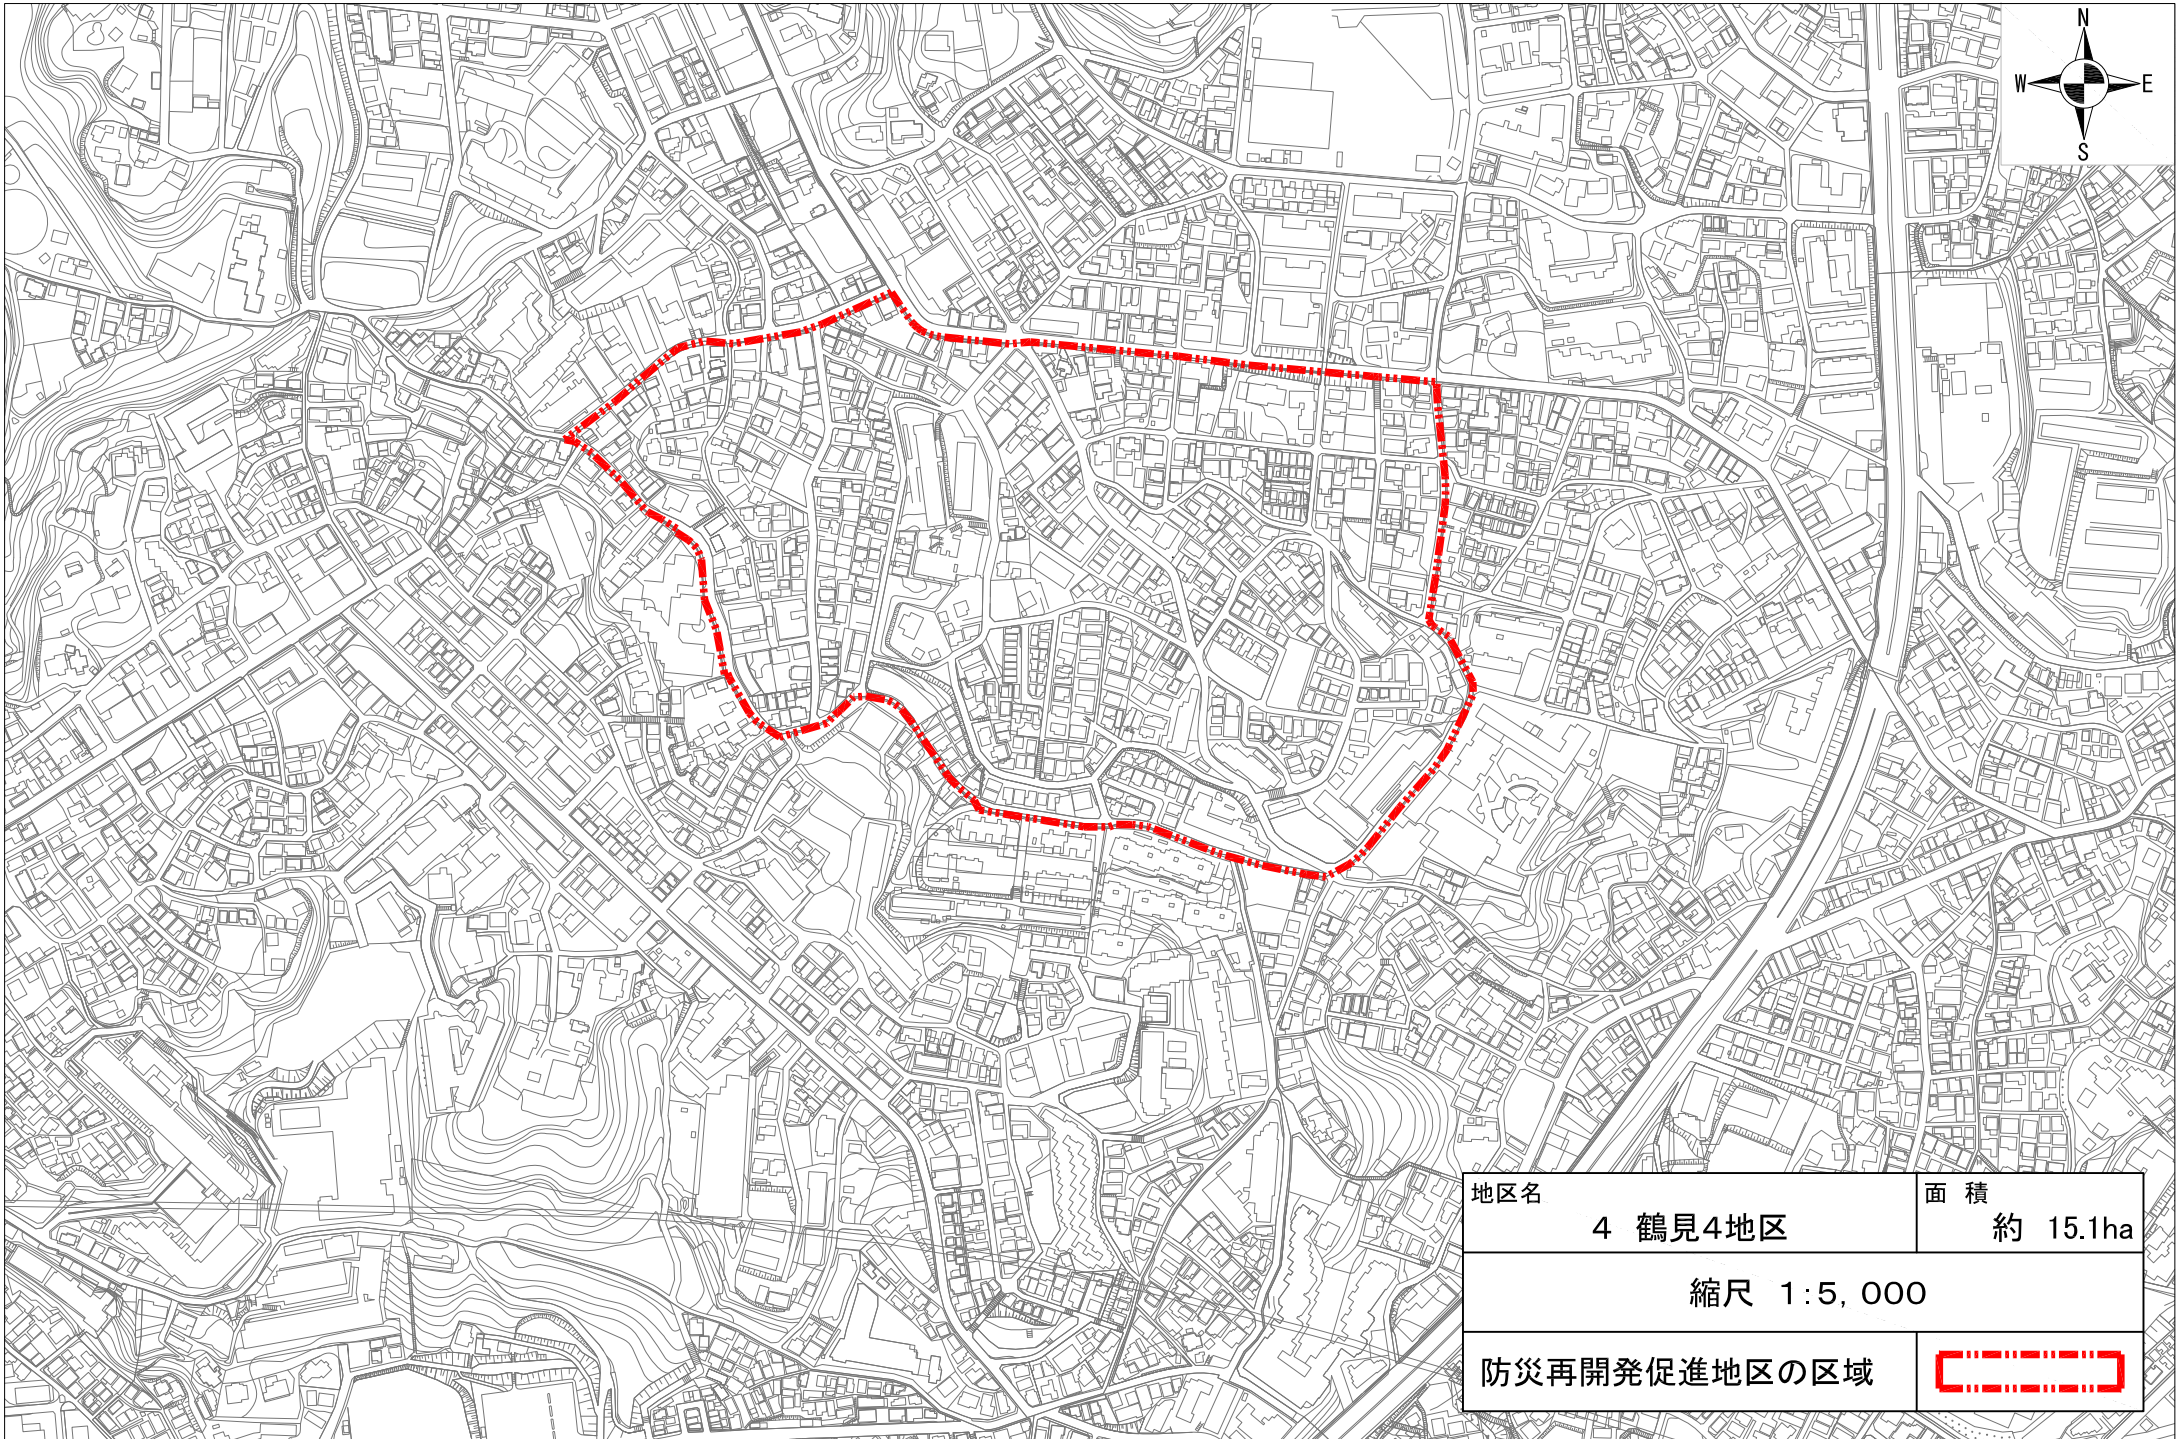 N
W E
S
地区名
4 鶴見4地区
面 積
約 15.1ha
縮尺 1:5,000
防災再開発促進地区の区域